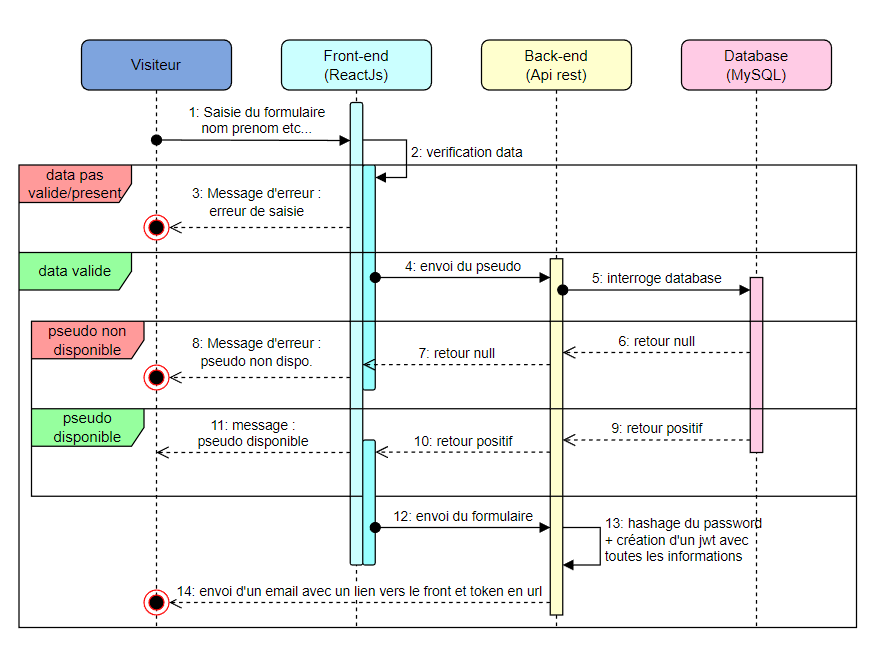 Visiteur
Front-end
(ReactJs)
Back-end
(Api rest)
Database
(MySQL)
1: Saisie du formulaire
nom prenom etc...
2: verification data
data pas
valide/present
3: Message d'erreur :
erreur de saisie
data valide
4: envoi du pseudo
5: interroge database
pseudo non
disponible
8: Message d'erreur :
pseudo non dispo.
7: retour null
6: retour null
pseudo
disponible
11: message :
pseudo disponible
10: retour positif
9: retour positif
12: envoi du formulaire
13: hashage du password
+ création d'un jwt avec
toutes les informations
14: envoi d'un email avec un lien vers le front et token en url